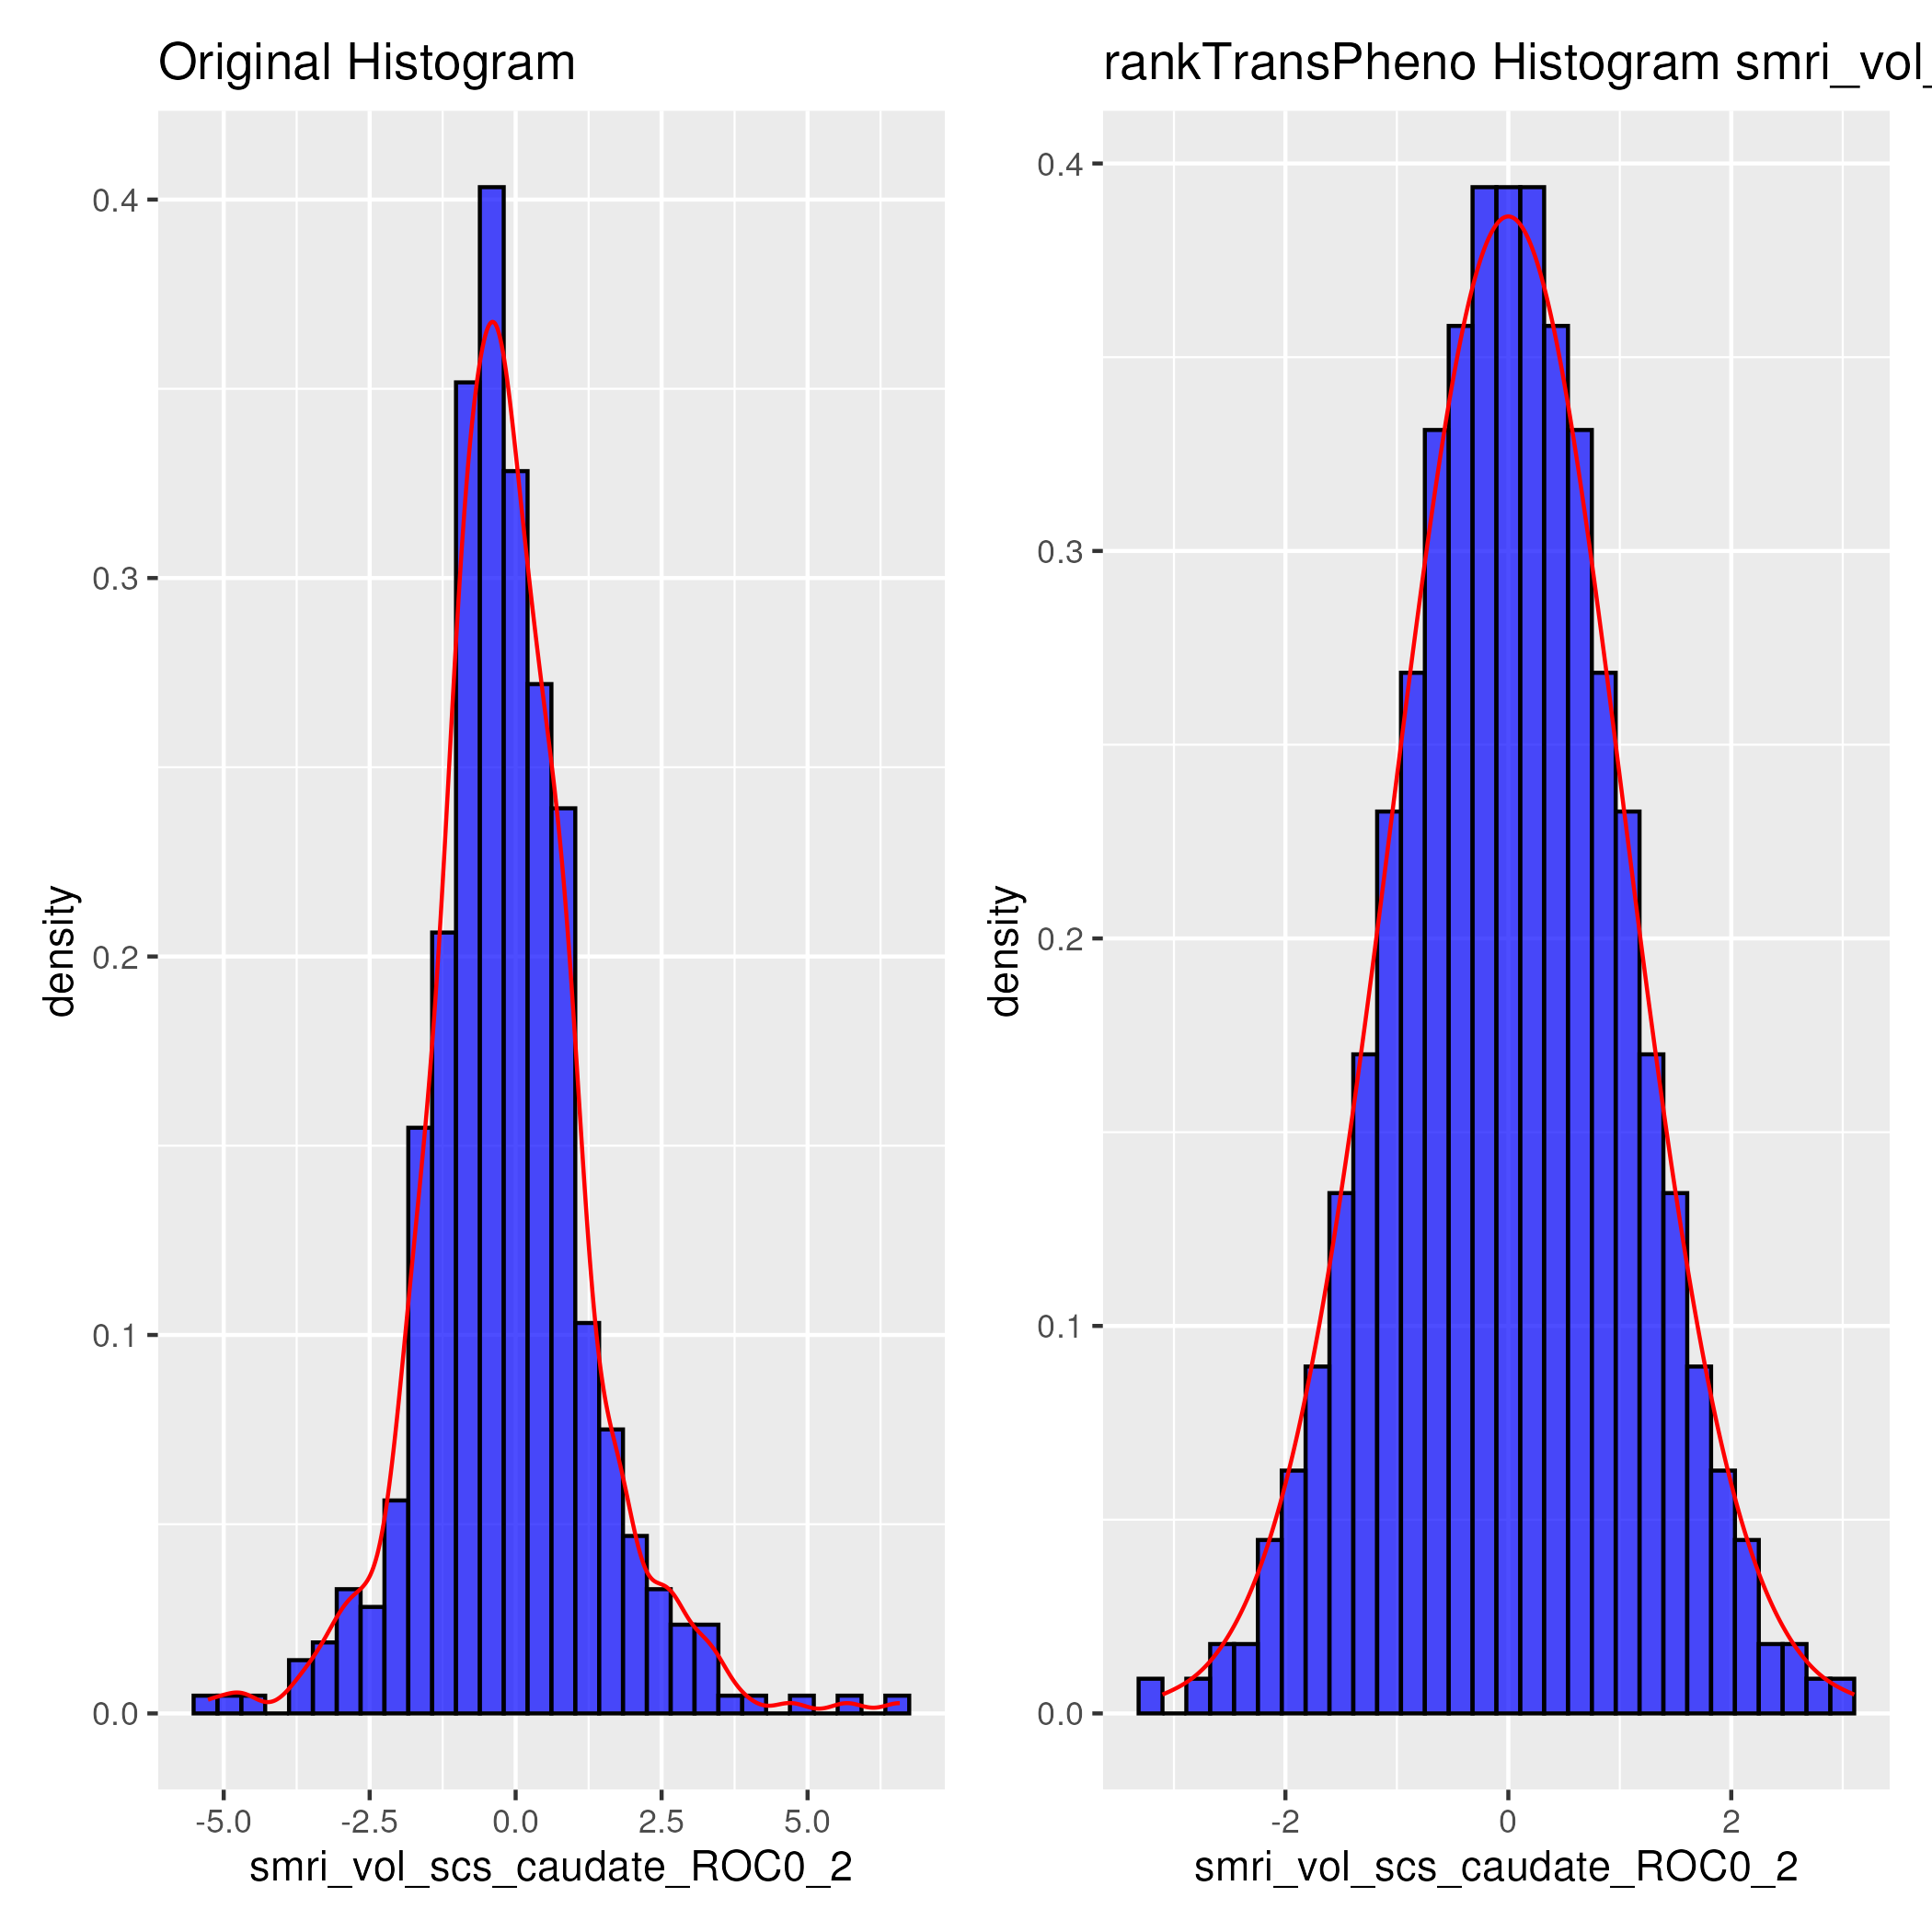 Original Histogram
density
0.4
0.3
0.2
0.1
0.0
-5.0 -2.5 0.0 2.5 5.0
smri_vol_scs_caudate_ROC0_2
rankTransPheno Histogram smri_vol_
density
0.4
0.3
0.2
0.1
0.0
-2 0 2
smri_vol_scs_caudate_ROC0_2